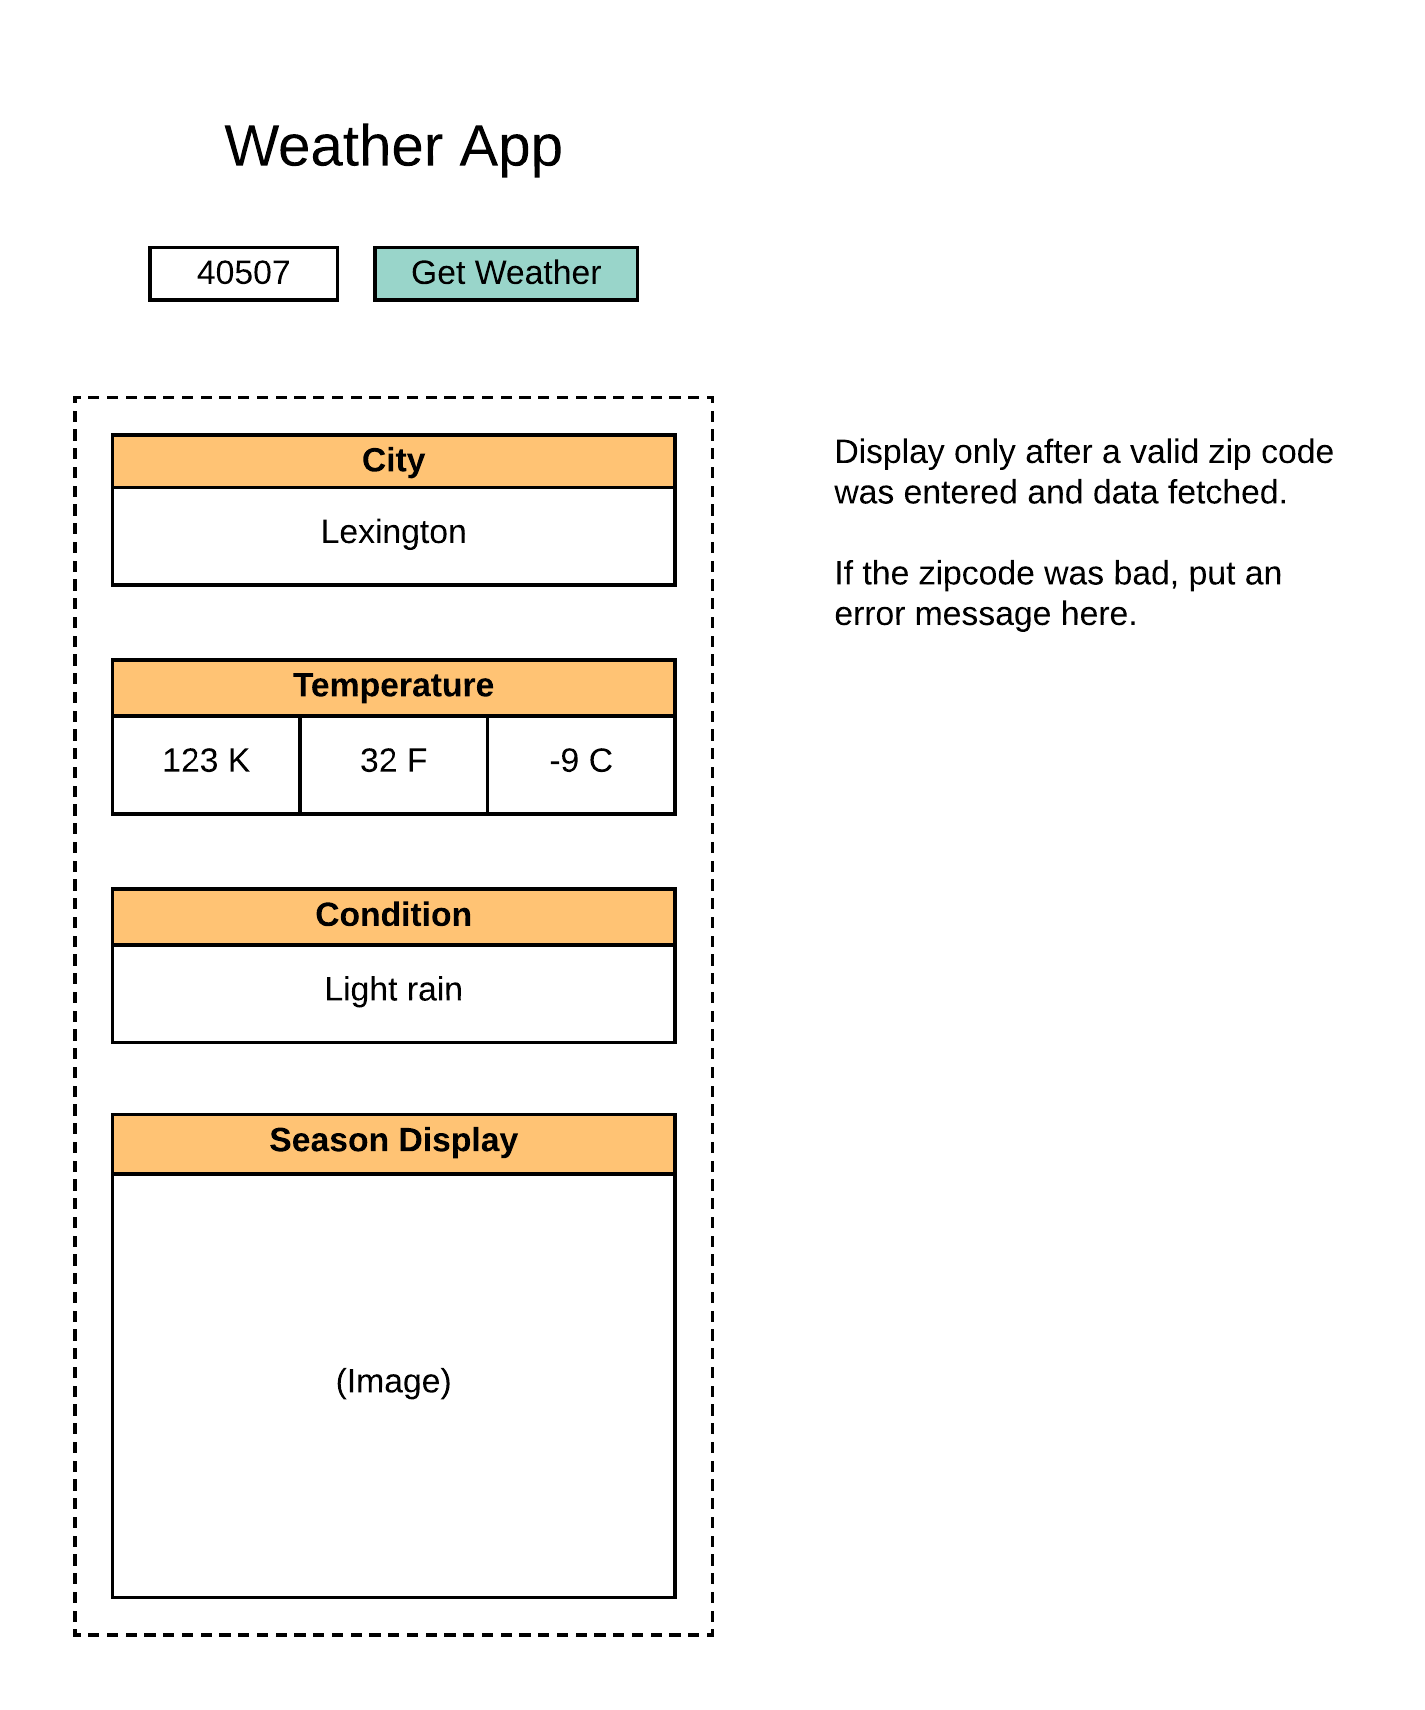 Weather App
40507
Get Weather
City
Lexington
Display only after a valid zip code
was entered and data fetched.
If the zipcode was bad, put an
error message here.
Temperature
123 K
32 F
-9 C
Condition
Light rain
Season Display
(Image)